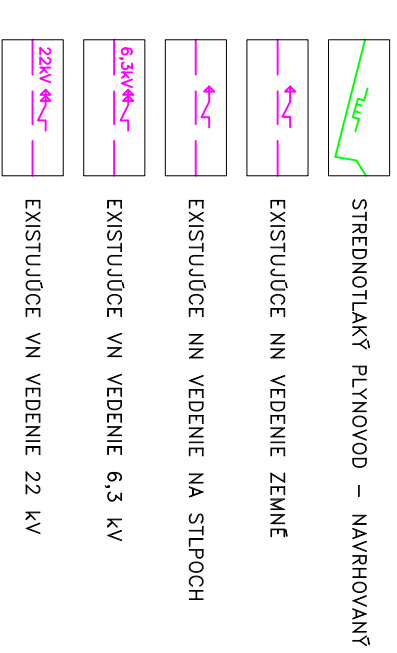 STREDNOTLAKÝ PLYNOVOD – NAVRHOVANÝ
EXISTUJÚCE NN VEDENIE ZEMNÉ
EXISTUJÚCE NN VEDENIE NA STLPOCH
6,3kV
EXISTUJÚCE VN VEDENIE 6,3 kV
22kV
EXISTUJÚCE VN VEDENIE 22 kV